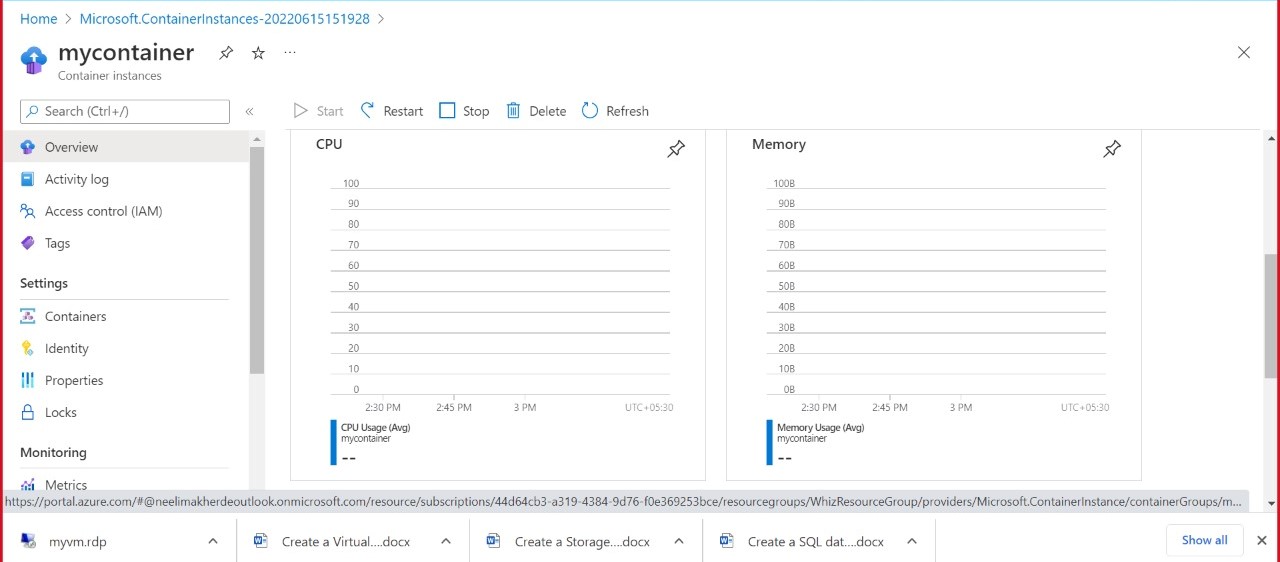 Home > Microsoft.ContainerInstances-20220615151928 >
mycontainer
Container instances
Search (Ctrl+/)
«
Start Restart Stop Delete Refresh
Overview
Activity log
Access control (IAM)
Tags
Settings
Containers
Identity
Properties
Locks
Monitoring
Metrics
CPU
100
90
80
70
60
50
40
30
20
10
0
2:30 PM 2:45 PM 3 PM UTC+05:30
CPU Usage (Avg)
mycontainer
--
Memory
100B
90B
80B
70B
60B
50B
40B
30B
20B
10B
0B
2:30 PM 2:45 PM 3 PM UTC+05:30
Memory Usage (Avg)
mycontainer
--
https://portal.azure.com/#@neelimakherdeoutlook.onmicrosoft.com/resource/subscriptions/44d64cb3-a319-4384-9d76-f0e369253bce/resourcegroups/WhizResourceGroup/providers/Microsoft.ContainerInstance/containerGroups/m...
myvm.rdp Create a Virtual....docx Create a Storage....docx Create a SQL dat....docx Show all